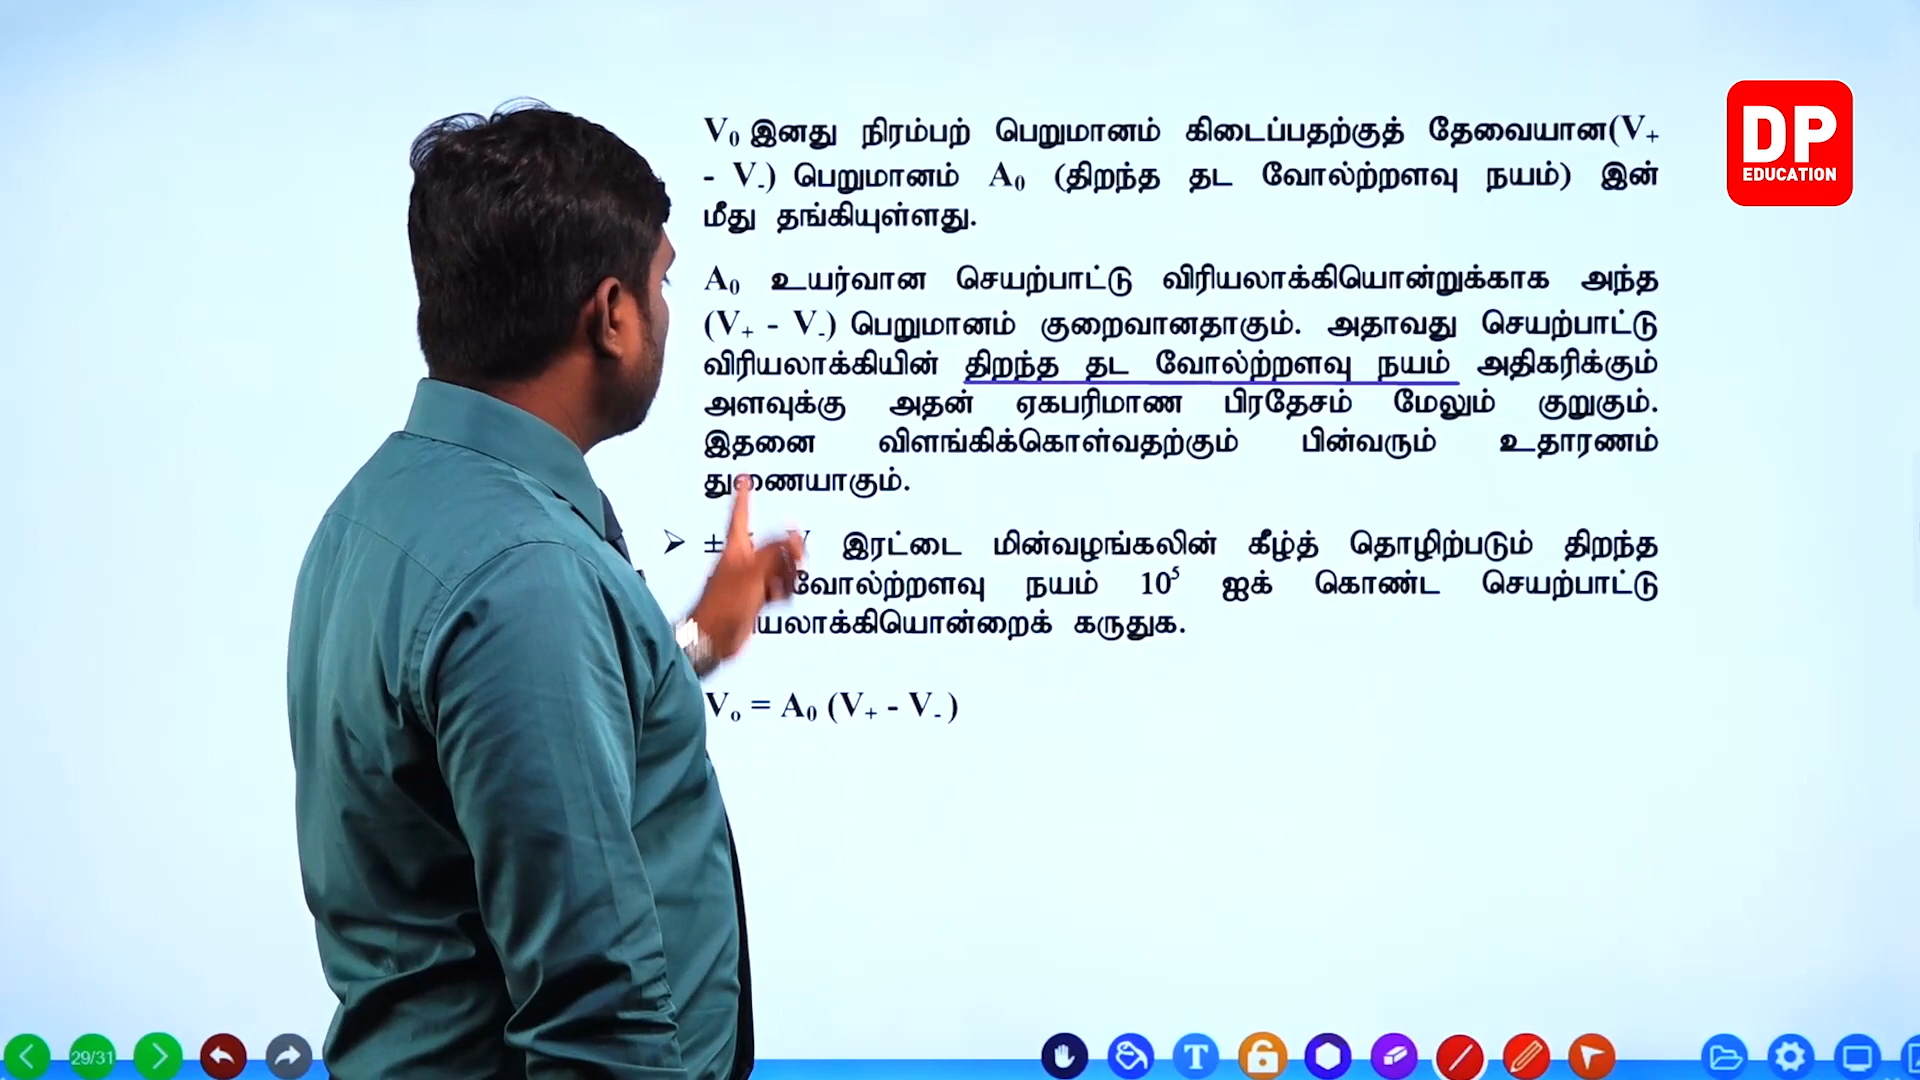 V₀ இனது நிரம்பற் பெறுமானம் கிடைப்பதற்குத் தேவையான(V₊
- V₋) பெறுமானம் A₀ (திறந்த தட வோல்ற்றளவு நயம்) இன்
மீது தங்கியுள்ளது.
A₀ உயர்வான செயற்பாட்டு விரியலாக்கியொன்றுக்காக அந்த
(V₊ - V₋) பெறுமானம் குறைவானதாகும். அதாவது செயற்பாட்டு
விரியலாக்கியின் திறந்த தட வோல்ற்றளவு நயம் அதிகரிக்கும்
அளவுக்கு அதன் ஏகபரிமாண பிரதேசம் மேலும் குறுகும்.
இதனை விளங்கிக்கொள்வதற்கும் பின்வரும் உதாரணம்
துணையாகும்.
➢ ± இரட்டை மின்வழங்கலின் கீழ்த் தொழிற்படும் திறந்த
வோல்ற்றளவு நயம் 10⁵ ஐக் கொண்ட செயற்பாட்டு
யலாக்கியொன்றைக் கருதுக.
Vₒ = A₀ (V₊ - V₋ )
DP
EDUCATION
29/31
T